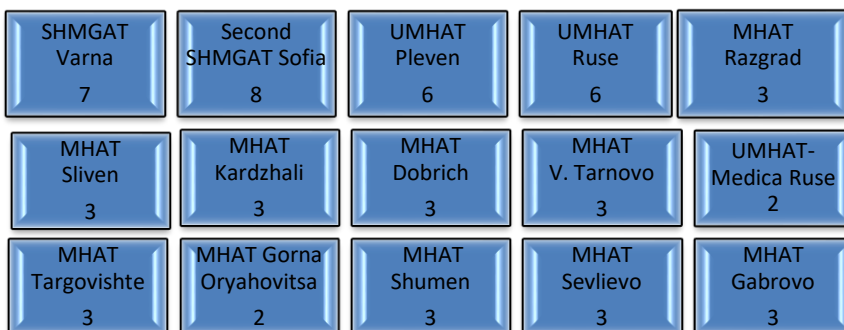 SHMGAT
Varna
7
Second
SHMGAT Sofia
8
UMHAT
Pleven
6
UMHAT
Ruse
6
MHAT
Razgrad
3
MHAT
Sliven
3
MHAT
Kardzhali
3
MHAT
Dobrich
3
MHAT
V. Tarnovo
3
UMHAT-
Medica Ruse
2
MHAT
Targovishte
3
MHAT Gorna
Oryahovitsa
2
MHAT
Shumen
3
MHAT
Sevlievo
3
MHAT
Gabrovo
3